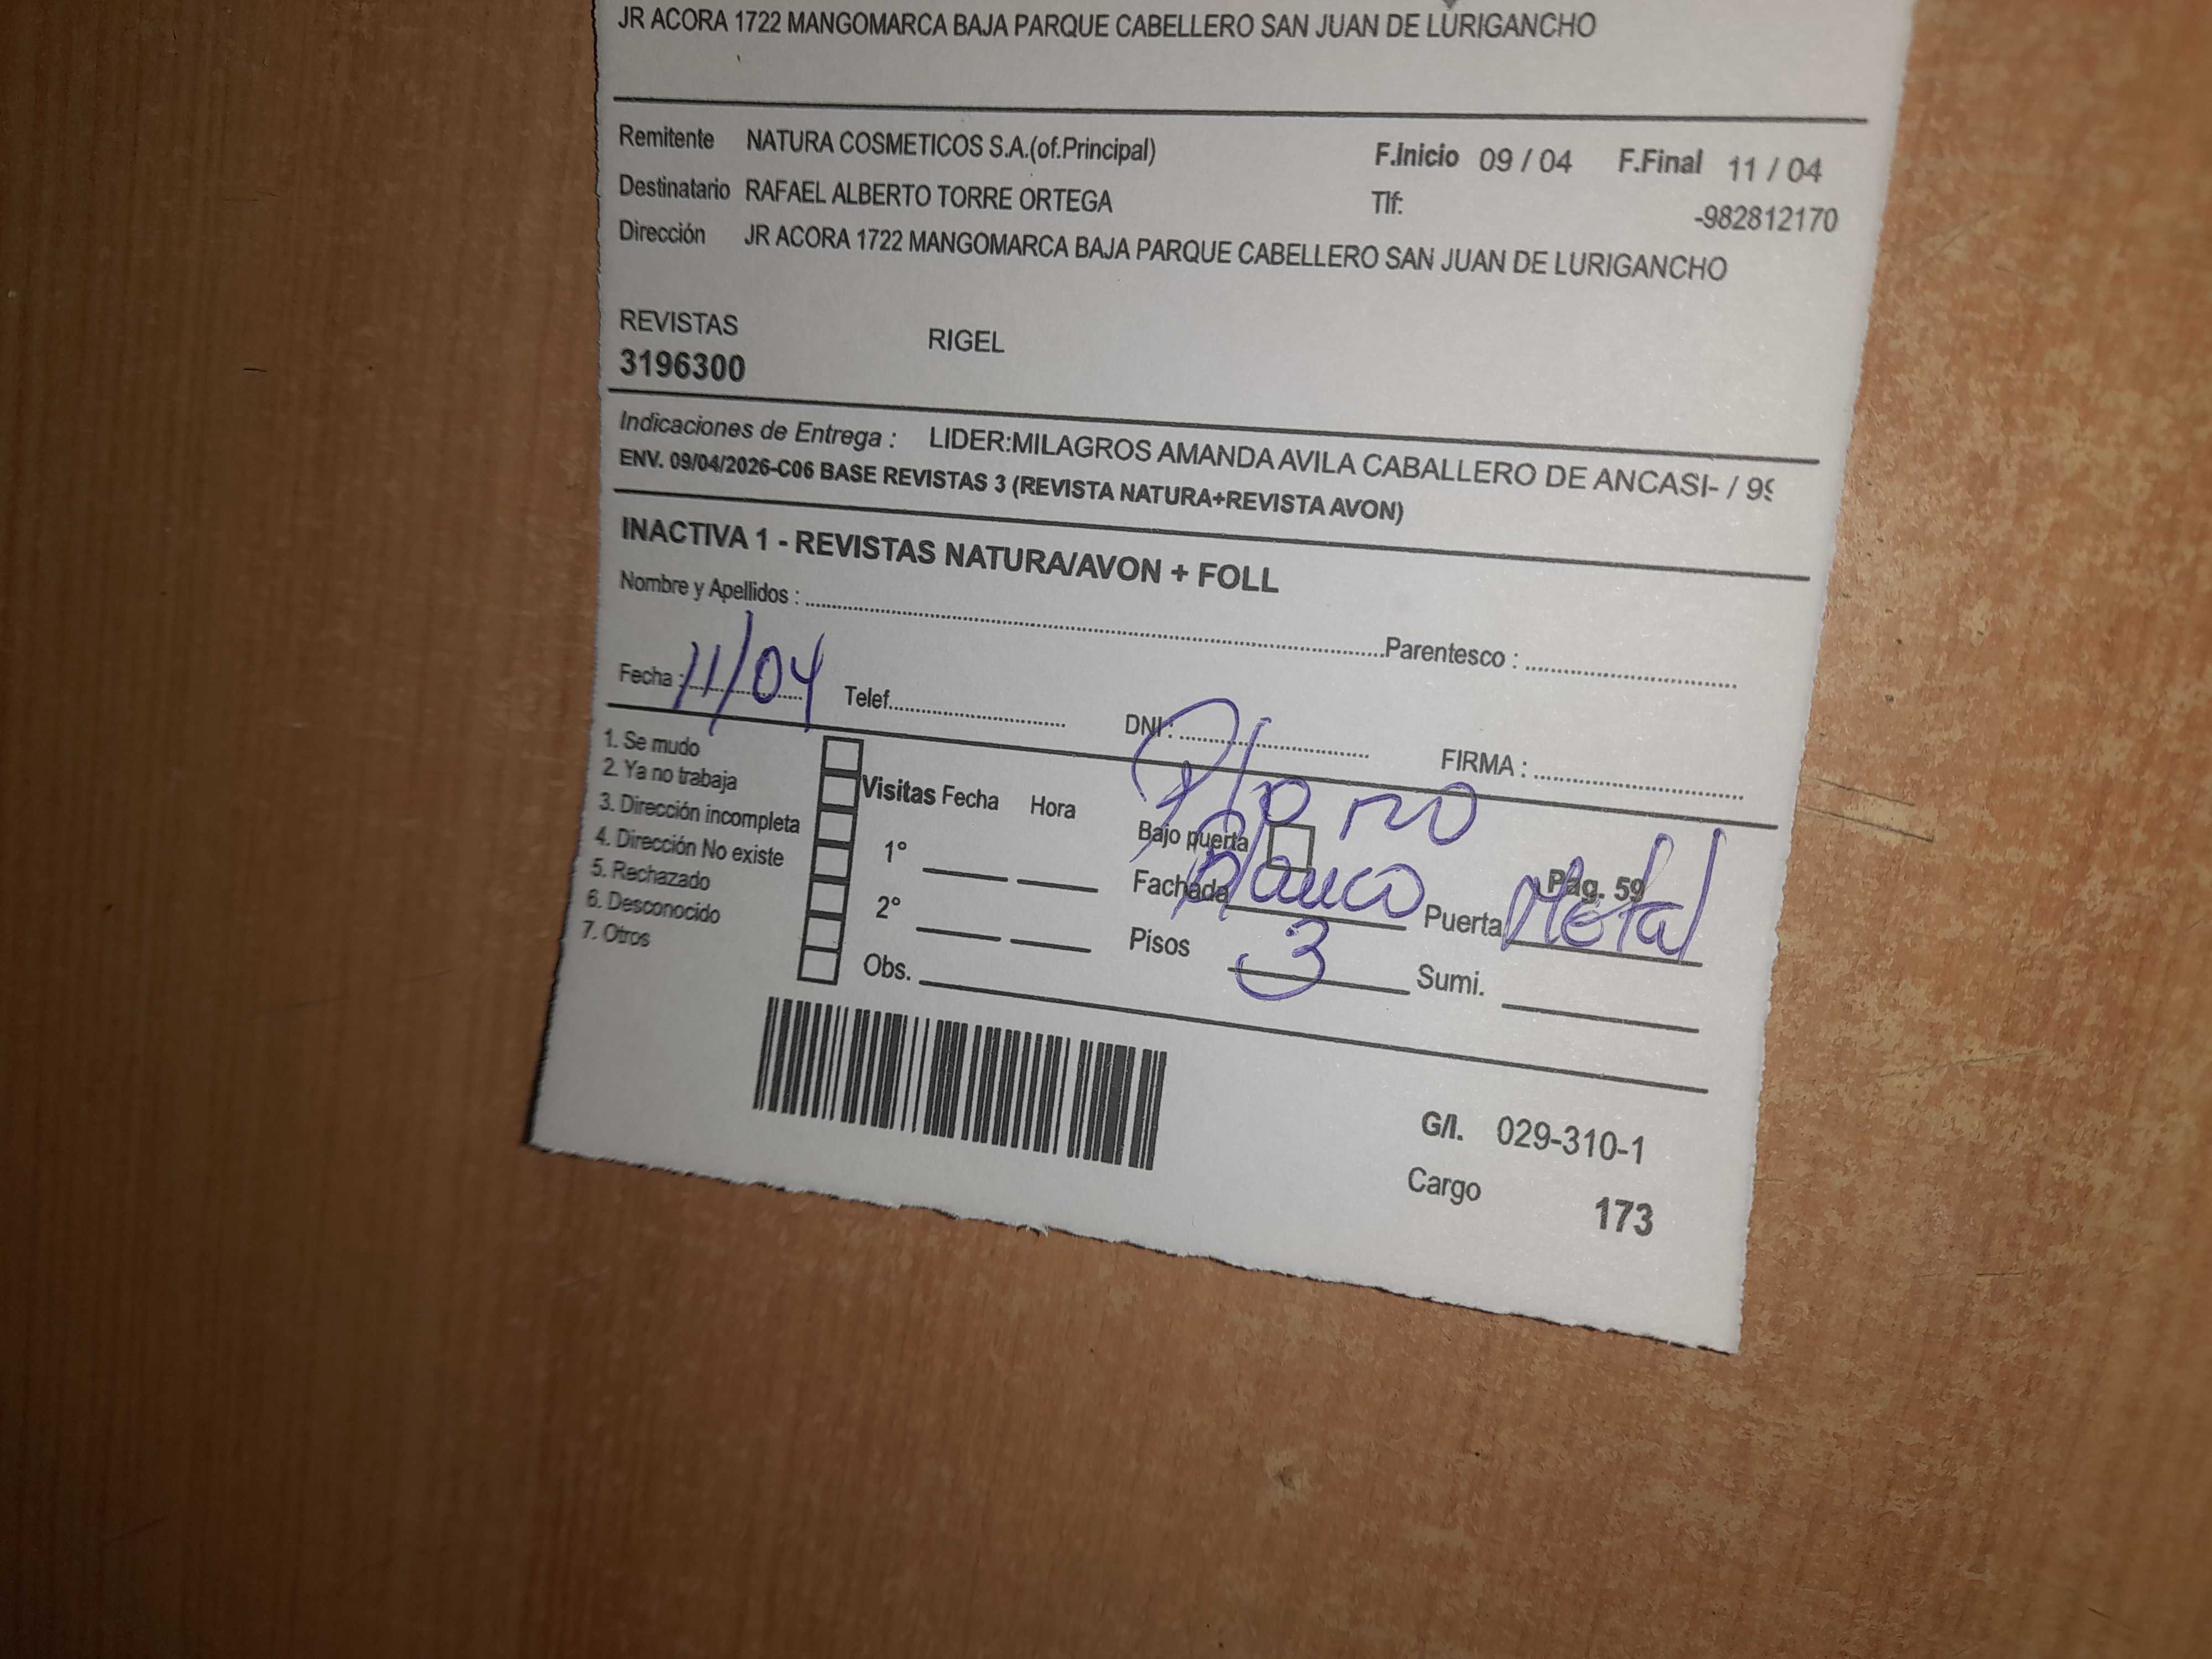 JR ACORA 1722 MANGOMARCA BAJA PARQUE CABELLERO SAN JUAN DE LURIGANCHO
Remitente NATURA COSMETICOS S.A.(of.Principal) F.Inicio 09 / 04 F.Final 11 / 04
Destinatario RAFAEL ALBERTO TORRE ORTEGA Tlf: -982812170
Dirección JR ACORA 1722 MANGOMARCA BAJA PARQUE CABELLERO SAN JUAN DE LURIGANCHO
REVISTAS RIGEL
3196300
Indicaciones de Entrega : LIDER:MILAGROS AMANDA AVILA CABALLERO DE ANCASI- / 99
ENV. 09/04/2026-C06 BASE REVISTAS 3 (REVISTA NATURA+REVISTA AVON)
INACTIVA 1 - REVISTAS NATURA/AVON + FOLL
Nombre y Apellidos : Parentesco :
Fecha : 11/04 Telef. DNI : FIRMA :
1. Se mudo
2. Ya no trabaja
3. Dirección incompleta
4. Dirección No existe
5. Rechazado
6. Desconocido
7. Otros
Visitas Fecha Hora
1°
2°
Obs.
Bajo puerta Pág. 59
Fachada Blanco Puerta Metal
Pisos 3 Sumi.
G/I. 029-310-1
Cargo 173